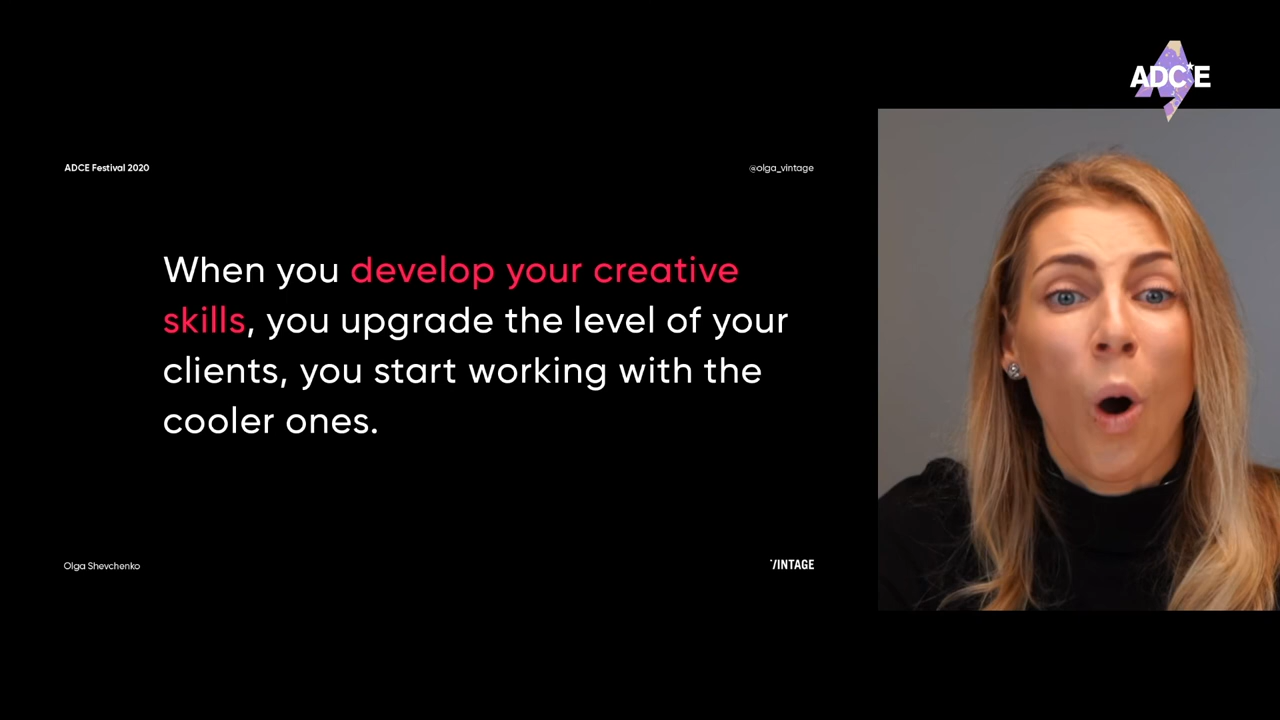 ADC*E
ADCE Festival 2020
@olga_vintage
When you develop your creative
skills, you upgrade the level of your
clients, you start working with the
cooler ones.
Olga Shevchenko
VINTAGE